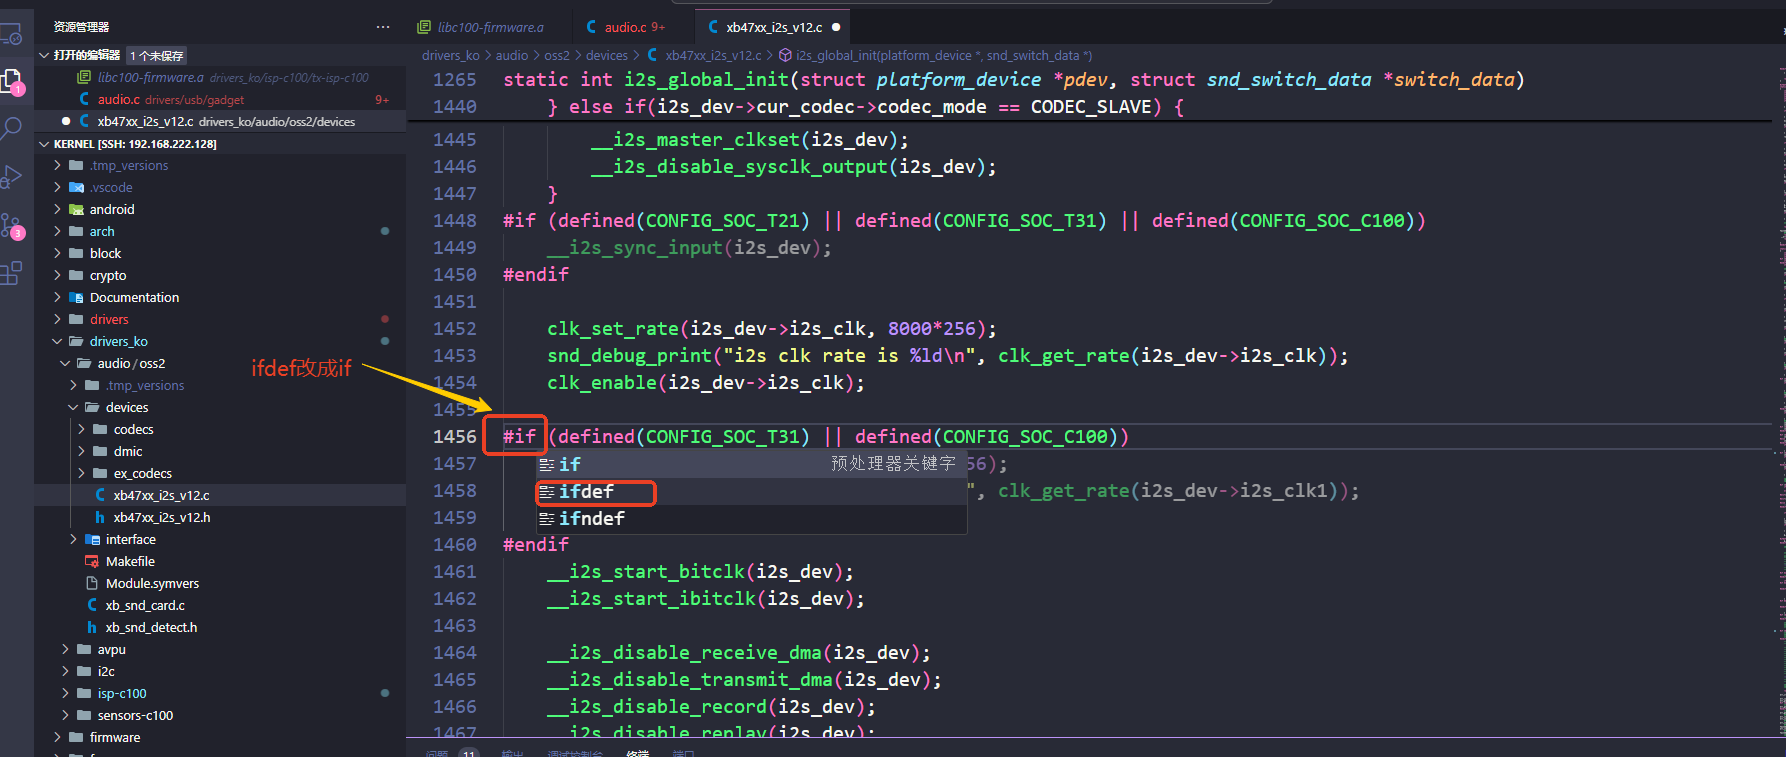 资源管理器
打开的编辑器 1 个未保存
libc100-firmware.a drivers_ko/isp-c100/tx-isp-c100
audio.c drivers/usb/gadget 9+
xb47xx_i2s_v12.c drivers_ko/audio/oss2/devices
KERNEL [SSH: 192.168.222.128]
.tmp_versions
.vscode
android
arch
block
crypto
Documentation
drivers
drivers_ko
audio/oss2
.tmp_versions
devices
codecs
dmic
ex_codecs
xb47xx_i2s_v12.c
xb47xx_i2s_v12.h
interface
Makefile
Module.symvers
xb_snd_card.c
xb_snd_detect.h
avpu
i2c
isp-c100
sensors-c100
firmware
1
3
ifdef改成if
libc100-firmware.a
audio.c 9+
xb47xx_i2s_v12.c
drivers_ko > audio > oss2 > devices > xb47xx_i2s_v12.c > i2s_global_init(platform_device *, snd_switch_data *)
1265 static int i2s_global_init(struct platform_device *pdev, struct snd_switch_data *switch_data)
1440 } else if(i2s_dev->cur_codec->codec_mode == CODEC_SLAVE) {
1445 __i2s_master_clkset(i2s_dev);
1446 __i2s_disable_sysclk_output(i2s_dev);
1447 }
1448 #if (defined(CONFIG_SOC_T21) || defined(CONFIG_SOC_T31) || defined(CONFIG_SOC_C100))
1449 __i2s_sync_input(i2s_dev);
1450 #endif
1451
1452 clk_set_rate(i2s_dev->i2s_clk, 8000*256);
1453 snd_debug_print("i2s clk rate is %ld\n", clk_get_rate(i2s_dev->i2s_clk));
1454 clk_enable(i2s_dev->i2s_clk);
1455
1456 #if (defined(CONFIG_SOC_T31) || defined(CONFIG_SOC_C100))
1457 56);
if 预处理器关键字
1458 ", clk_get_rate(i2s_dev->i2s_clk1));
ifdef
1459
ifndef
1460 #endif
1461 __i2s_start_bitclk(i2s_dev);
1462 __i2s_start_ibitclk(i2s_dev);
1463
1464 __i2s_disable_receive_dma(i2s_dev);
1465 __i2s_disable_transmit_dma(i2s_dev);
1466 __i2s_disable_record(i2s_dev);
1467 __i2s_disable_replay(i2s_dev);
问题 11 输出 调试控制台 终端 端口